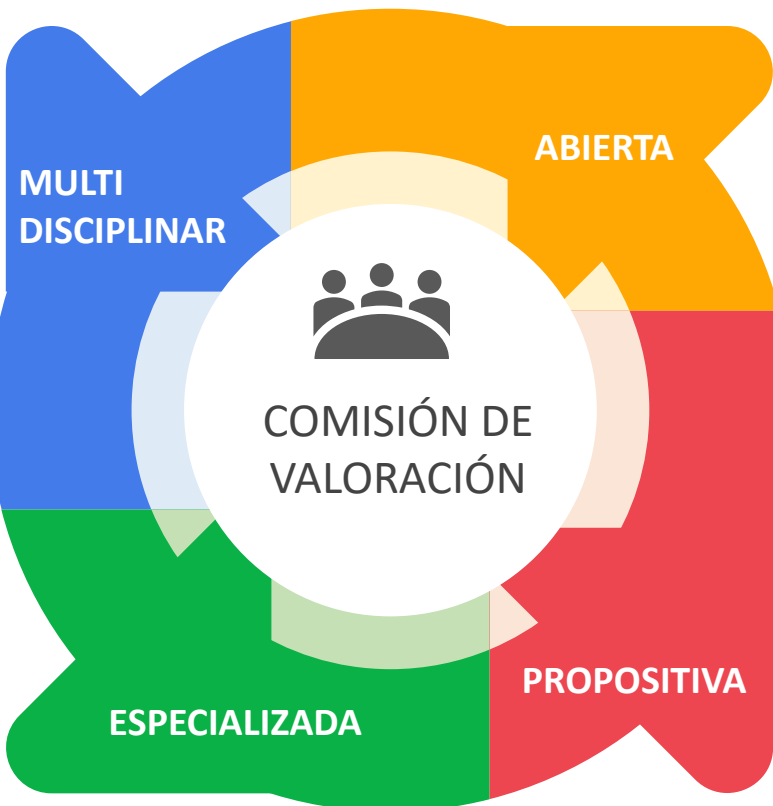 MULTI
DISCIPLINAR
ABIERTA
COMISIÓN DE
VALORACIÓN
PROPOSITIVA
ESPECIALIZADA